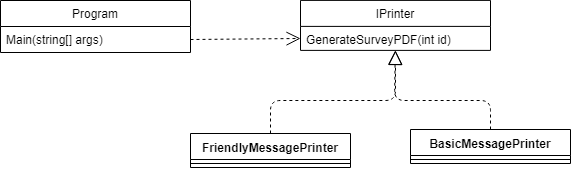 Program
Main(string[] args)
IPrinter
GenerateSurveyPDF(int id)
FriendlyMessagePrinter
BasicMessagePrinter